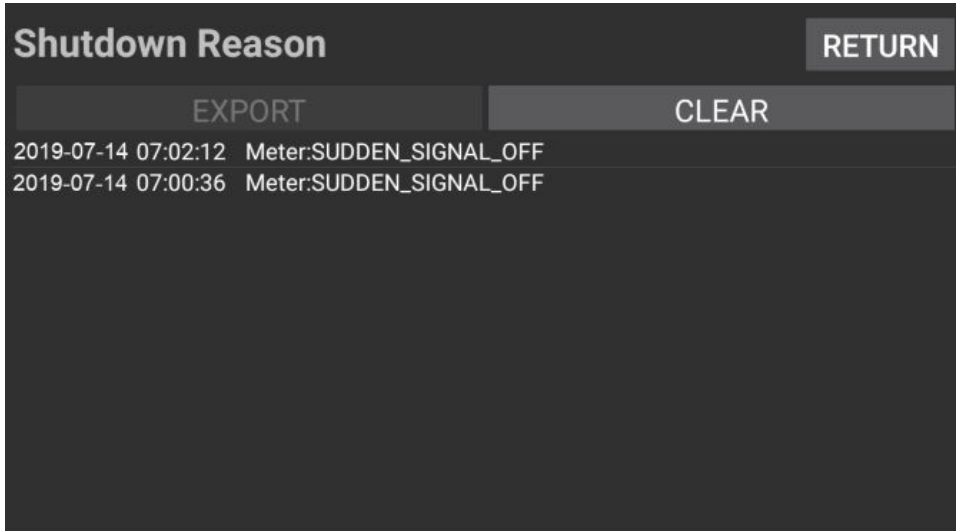 Shutdown Reason RETURN
EXPORT CLEAR
2019-07-14 07:02:12 Meter:SUDDEN_SIGNAL_OFF
2019-07-14 07:00:36 Meter:SUDDEN_SIGNAL_OFF